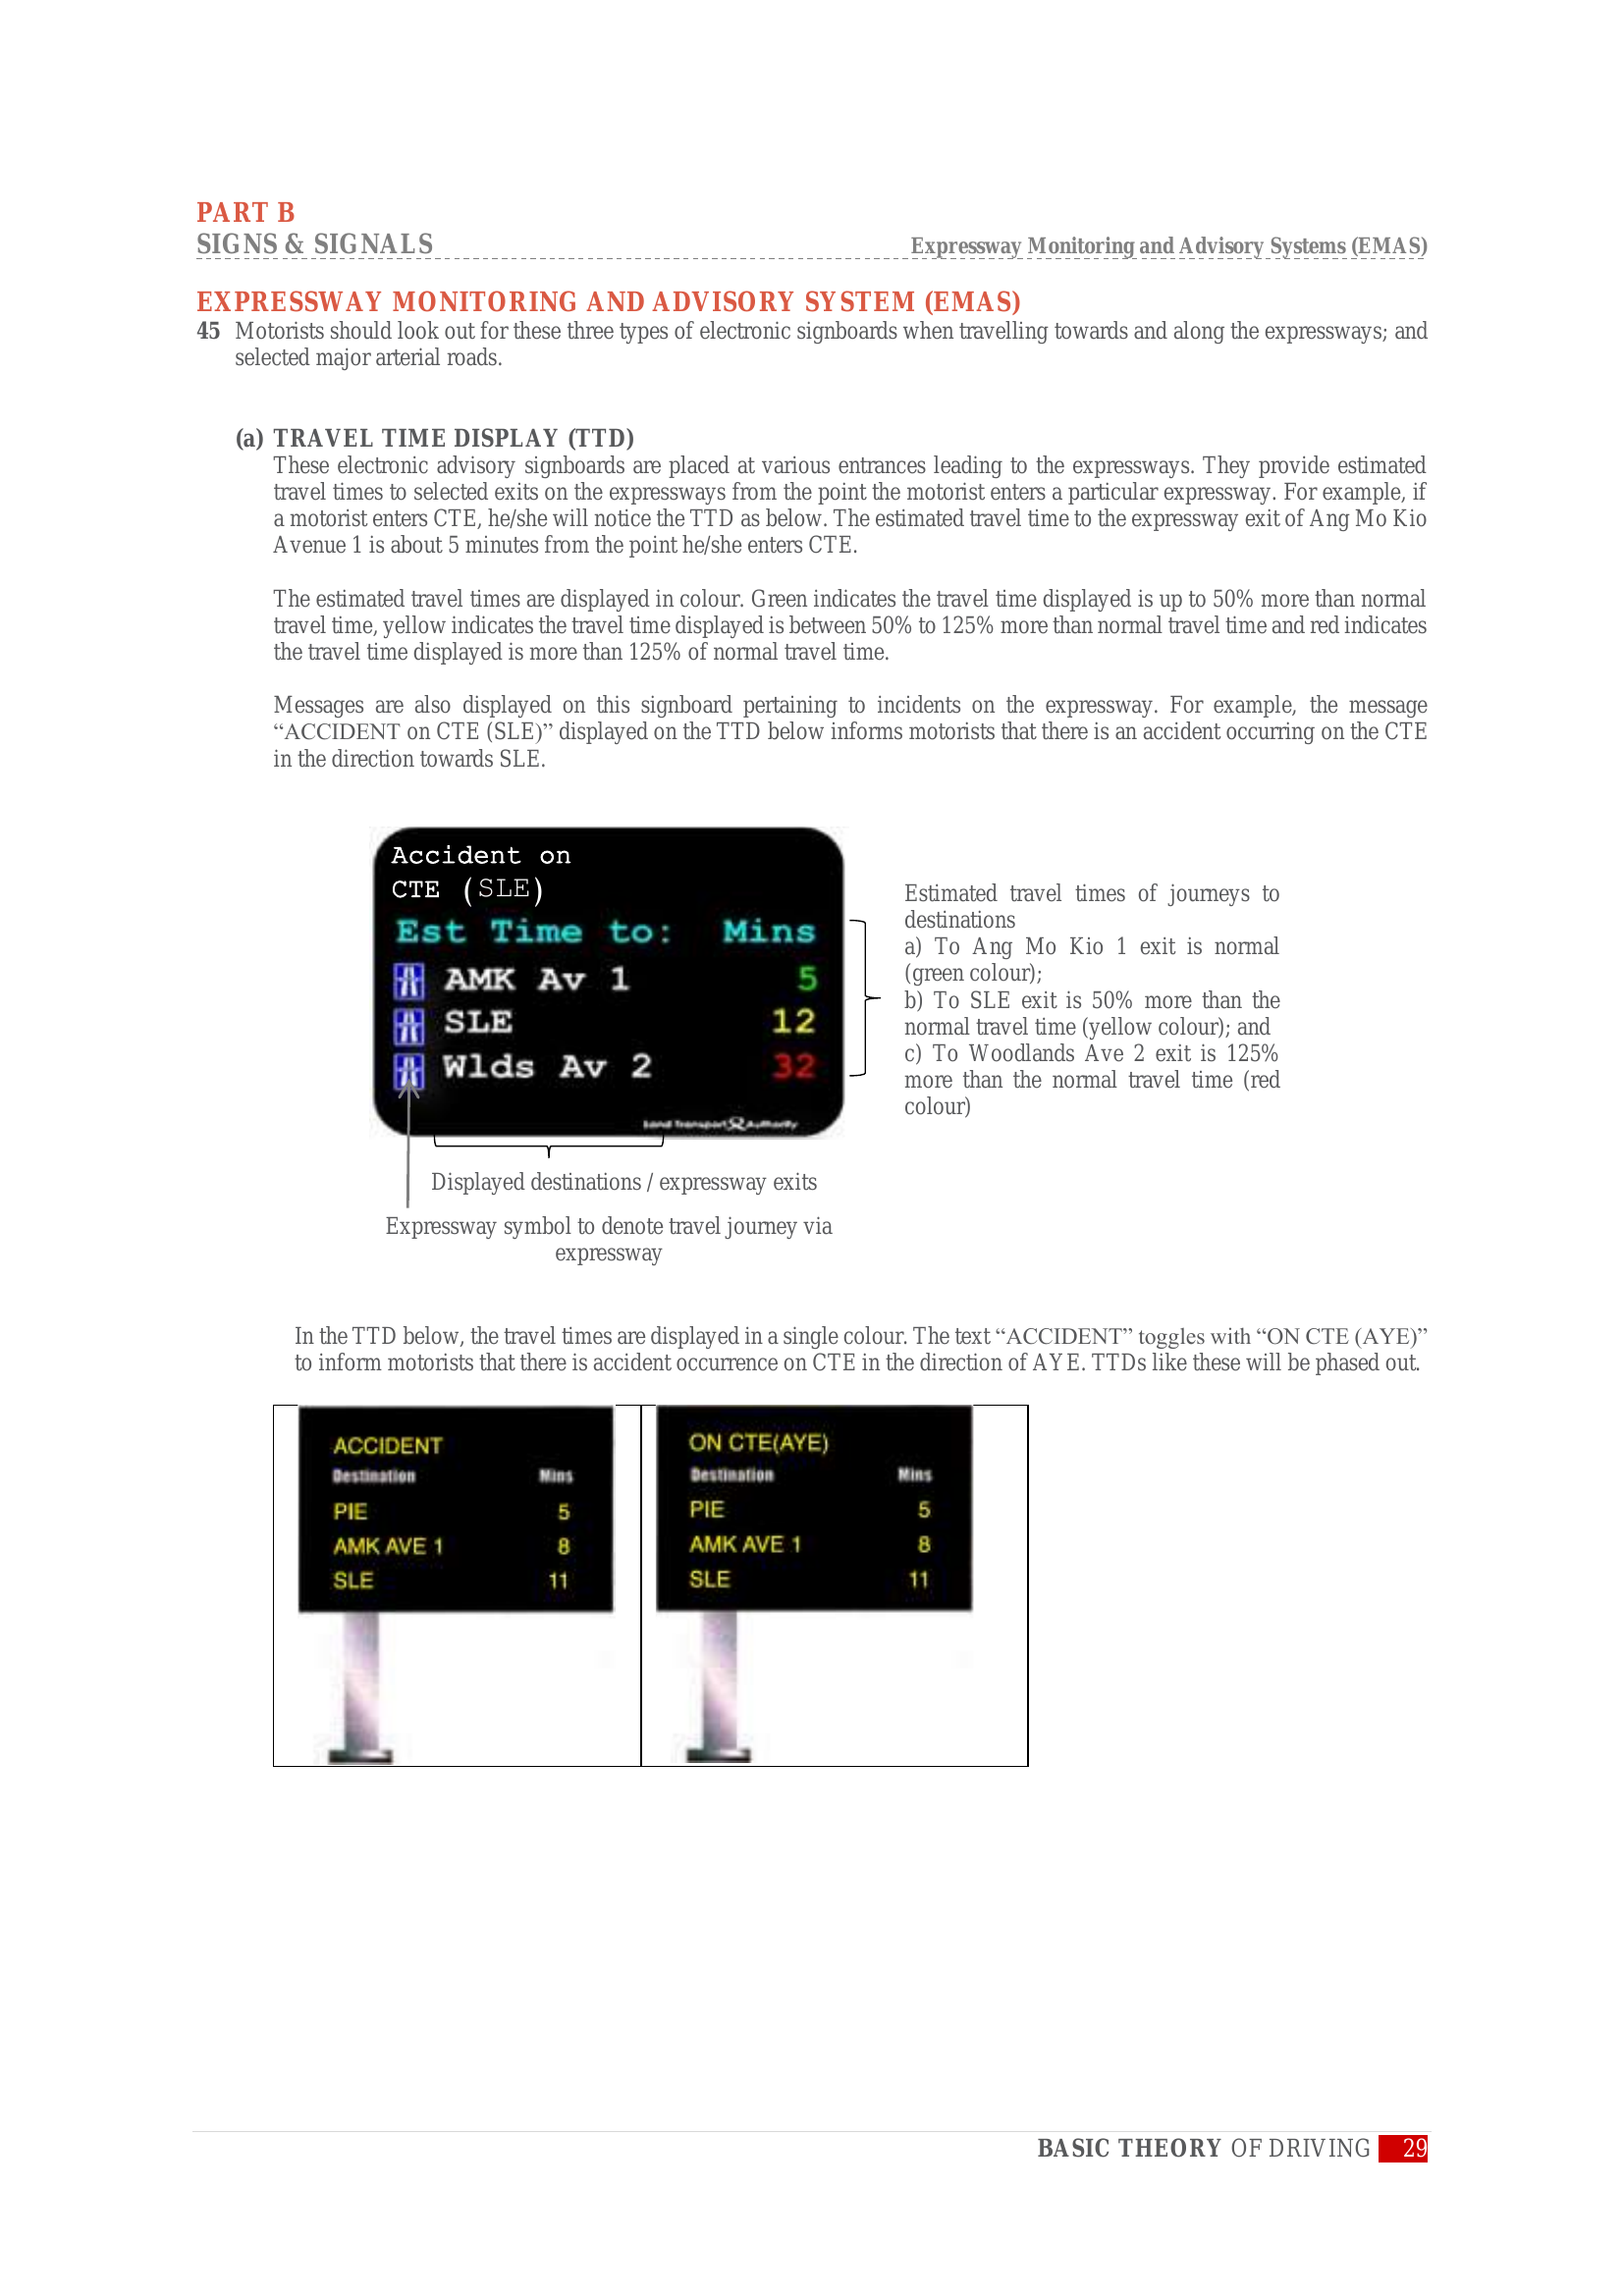 PART B
SIGNS & SIGNALS
Expressway Monitoring and Advisory Systems (EMAS)
EXPRESSWAY MONITORING AND ADVISORY SYSTEM (EMAS)
45 Motorists should look out for these three types of electronic signboards when travelling towards and along the expressways; and
selected major arterial roads.
(a) TRAVEL TIME DISPLAY (TTD)
These electronic advisory signboards are placed at various entrances leading to the expressways. They provide estimated
travel times to selected exits on the expressways from the point the motorist enters a particular expressway. For example, if
a motorist enters CTE, he/she will notice the TTD as below. The estimated travel time to the expressway exit of Ang Mo Kio
Avenue 1 is about 5 minutes from the point he/she enters CTE.
The estimated travel times are displayed in colour. Green indicates the travel time displayed is up to 50% more than normal
travel time, yellow indicates the travel time displayed is between 50% to 125% more than normal travel time and red indicates
the travel time displayed is more than 125% of normal travel time.
Messages are also displayed on this signboard pertaining to incidents on the expressway. For example, the message
“ACCIDENT on CTE (SLE)” displayed on the TTD below informs motorists that there is an accident occurring on the CTE
in the direction towards SLE.
Accident on
CTE (SLE)
Est Time to: Mins
AMK Av 1 5
SLE 12
Wlds Av 2 32
Land Transport Authority
Estimated travel times of journeys to
destinations
a) To Ang Mo Kio 1 exit is normal
(green colour);
b) To SLE exit is 50% more than the
normal travel time (yellow colour); and
c) To Woodlands Ave 2 exit is 125%
more than the normal travel time (red
colour)
Displayed destinations / expressway exits
Expressway symbol to denote travel journey via
expressway
In the TTD below, the travel times are displayed in a single colour. The text “ACCIDENT” toggles with “ON CTE (AYE)”
to inform motorists that there is accident occurrence on CTE in the direction of AYE. TTDs like these will be phased out.
ACCIDENT
Destination Mins
PIE 5
AMK AVE 1 8
SLE 11
ON CTE(AYE)
Destination Mins
PIE 5
AMK AVE 1 8
SLE 11
BASIC THEORY OF DRIVING 29